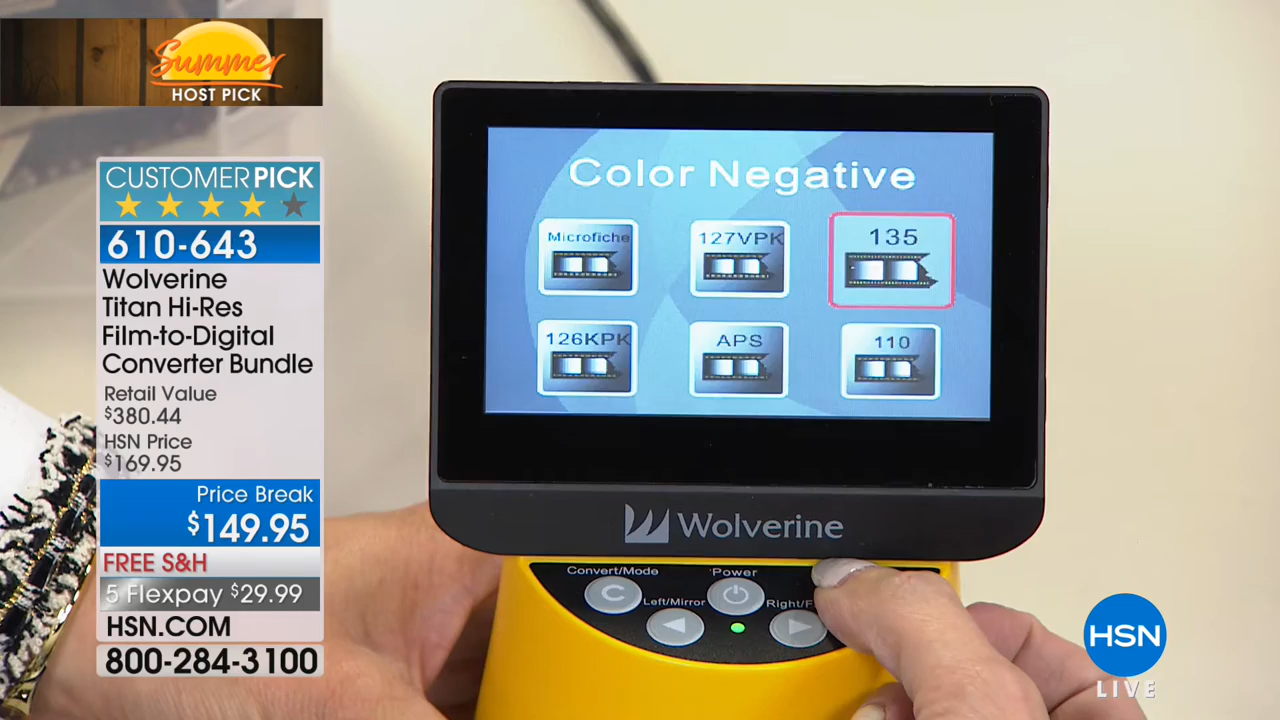 Summer
HOST PICK
CUSTOMER PICK
610-643
Wolverine
Titan Hi-Res
Film-to-Digital
Converter Bundle
Retail Value
$380.44
HSN Price
$169.95
Price Break
$149.95
FREE S&H
5 Flexpay $29.99
HSN.COM
800-284-3100
Color Negative
Microfiche
127VPK
135
126KPK
APS
110
Wolverine
Convert/Mode
Power
Left/Mirror
Right/F
C
HSN
LIVE